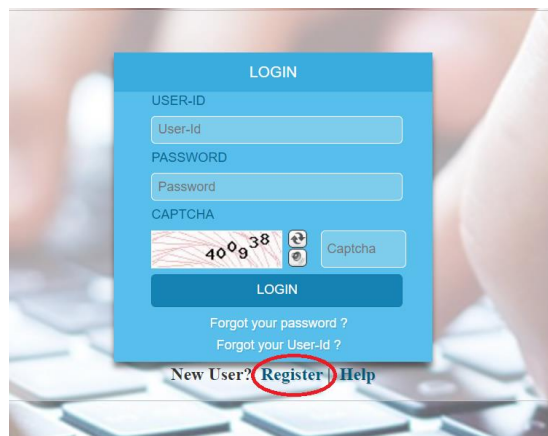 LOGIN
USER-ID
User-Id
PASSWORD
Password
CAPTCHA
400938
Captcha
LOGIN
Forgot your password ?
Forgot your User-Id ?
New User? Register | Help